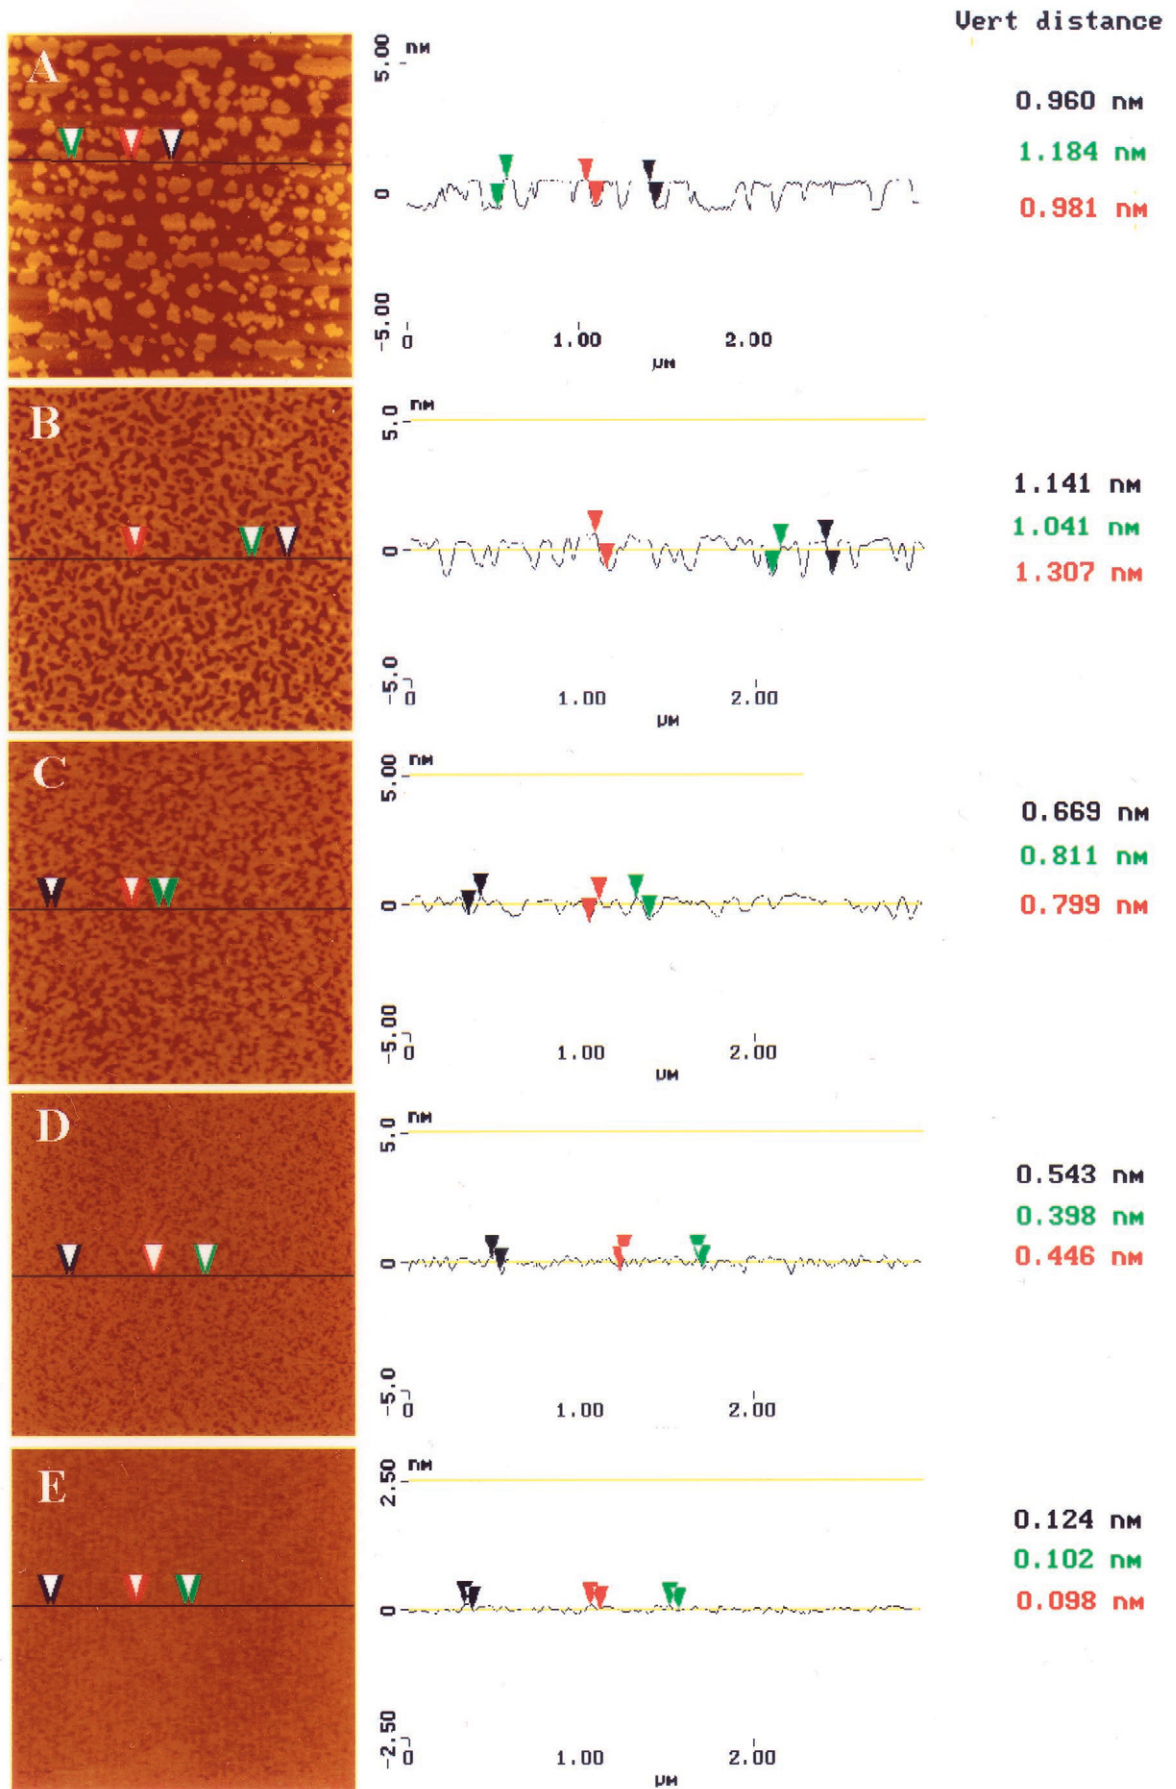 Vert distance
A
5.00 nm
0
-5.00
0 1.00 2.00
µm
0.960 nm
1.184 nm
0.981 nm
B
5.0 nm
0
-5.0
0 1.00 2.00
µm
1.141 nm
1.041 nm
1.307 nm
C
5.00 nm
0
-5.00
0 1.00 2.00
µm
0.669 nm
0.811 nm
0.799 nm
D
5.0 nm
0
-5.0
0 1.00 2.00
0.543 nm
0.398 nm
0.446 nm
E
2.50 nm
0
-2.50
0 1.00 2.00
µm
0.124 nm
0.102 nm
0.098 nm